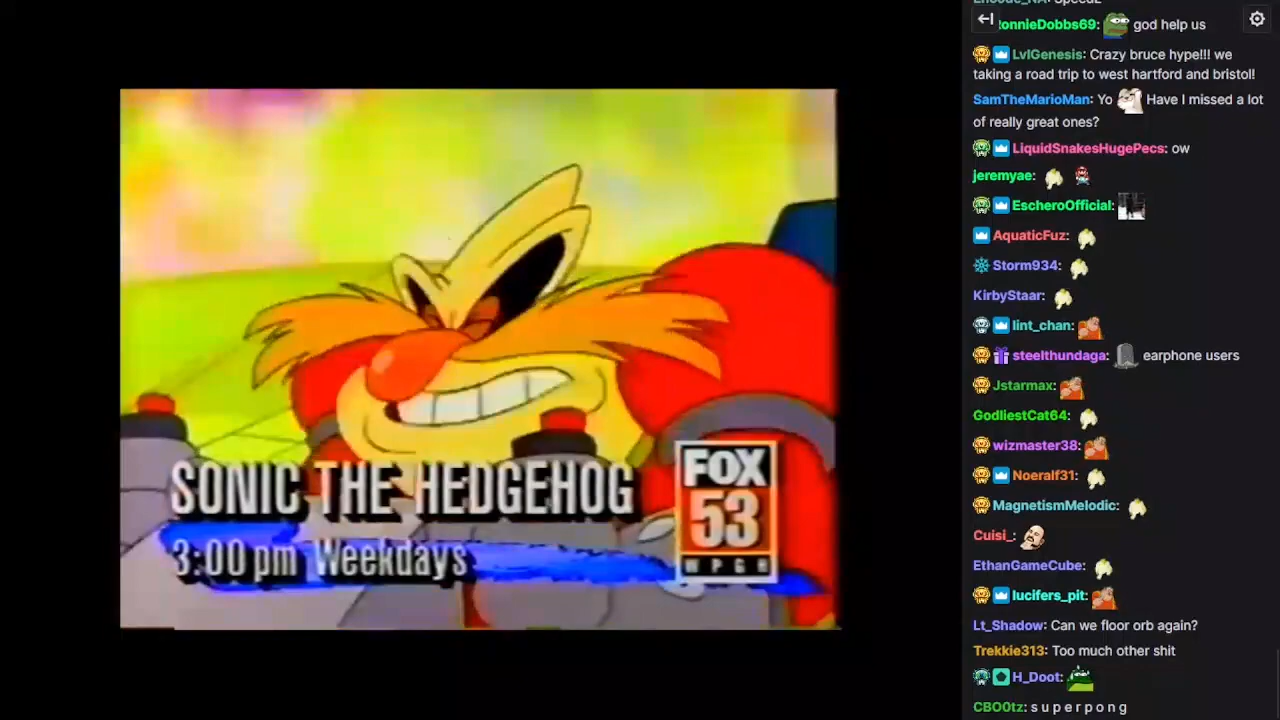 SONIC THE HEDGEHOG
3:00 pm Weekdays
FOX
53
WPGH
onnieDobbs69: god help us
LvlGenesis: Crazy bruce hype!!! we
taking a road trip to west hartford and bristol!
SamTheMarioMan: Yo Have I missed a lot
of really great ones?
LiquidSnakesHugePecs: ow
jeremyae:
EscheroOfficial:
AquaticFuz:
Storm934:
KirbyStaar:
lint_chan:
steelthundaga: earphone users
Jstarmax:
GodliestCat64:
wizmaster38:
Noeralf31:
MagnetismMelodic:
Cuisi_:
EthanGameCube:
lucifers_pit:
Lt_Shadow: Can we floor orb again?
Trekkie313: Too much other shit
H_Doot:
CBO0tz: s u p e r p o n g